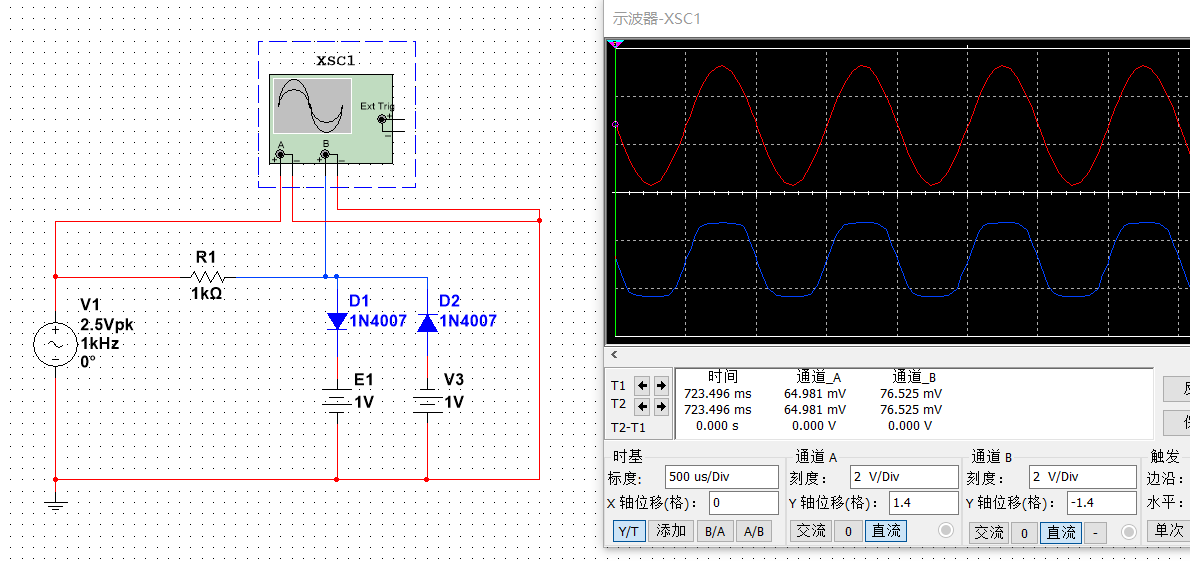 示波器-XSC1
XSC1
Ext Trig
A
B
R1
1kΩ
V1
2.5Vpk
1kHz
0°
D1
1N4007
D2
1N4007
E1
1V
V3
1V
时间 通道_A 通道_B
T1 723.496 ms 64.981 mV 76.525 mV
T2 723.496 ms 64.981 mV 76.525 mV
T2-T1 0.000 s 0.000 V 0.000 V
时基
标度: 500 us/Div
X 轴位移(格): 0
Y/T 添加 B/A A/B
通道 A
刻度: 2 V/Div
Y 轴位移(格): 1.4
交流 0 直流
通道 B
刻度: 2 V/Div
Y 轴位移(格): -1.4
交流 0 直流 -
触发
边沿:
水平:
单次